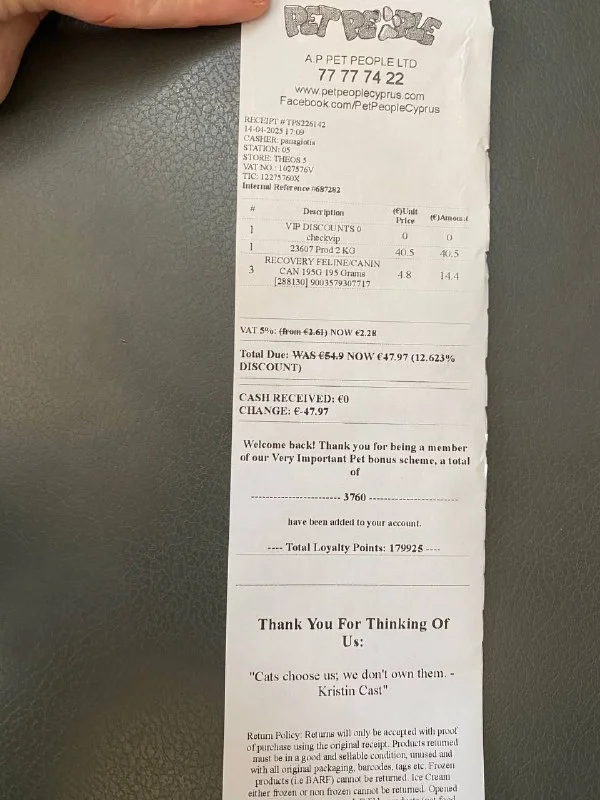 PET PEOPLE
A.P PET PEOPLE LTD
77 77 74 22
www.petpeoplecyprus.com
Facebook.com/PetPeopleCyprus
RECEIPT # TPS226142
14-04-2025 17:09
CASHIER: panagiotis
STATION: 05
STORE: THEOS 5
VAT NO.: 1027576V
TIC: 12275760X
Internal Reference #687282
# Description (€)Unit Price (€)Amount
1 VIP DISCOUNTS 0 checkvip 0 0
1 23607 Prod 2 KG 40.5 40.5
3 RECOVERY FELINE/CANIN CAN 195G 195 Grams [288130] 9003579307717 4.8 14.4
VAT 5%: (from €2.61) NOW €2.28
Total Due: WAS €54.9 NOW €47.97 (12.623%
DISCOUNT)
CASH RECEIVED: €0
CHANGE: €-47.97
Welcome back! Thank you for being a member
of our Very Important Pet bonus scheme, a total
of
----------------------- 3760 -----------------------
have been added to your account.
---- Total Loyalty Points: 179925 ----
Thank You For Thinking Of
Us:
"Cats choose us; we don't own them. -
Kristin Cast"
Return Policy: Returns will only be accepted with proof
of purchase using the original receipt. Products returned
must be in a good and sellable condition, unused and
with all original packaging, barcodes, tags etc. Frozen
products (i.e BARF) cannot be returned. Ice Cream
either frozen or non frozen cannot be returned. Opened